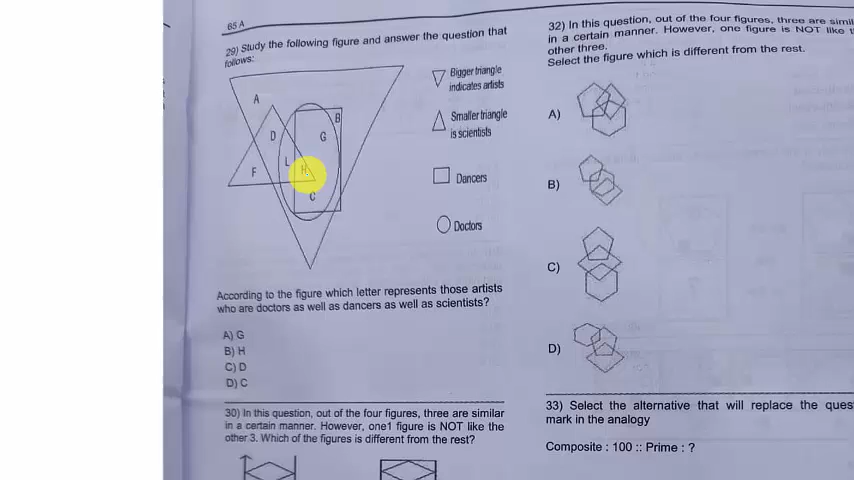 65 A
29) Study the following figure and answer the question that
follows:
A
B
D
G
L
F
H
C
Bigger triangle
indicates artists
Smaller triangle
is scientists
Dancers
Doctors
According to the figure which letter represents those artists
who are doctors as well as dancers as well as scientists?
A) G
B) H
C) D
D) C
30) In this question, out of the four figures, three are similar
in a certain manner. However, one1 figure is NOT like the
other 3. Which of the figures is different from the rest?
32) In this question, out of the four figures, three are simil
in a certain manner. However, one figure is NOT like
other three.
Select the figure which is different from the rest.
A)
B)
C)
D)
33) Select the alternative that will replace the ques
mark in the analogy
Composite : 100 :: Prime : ?